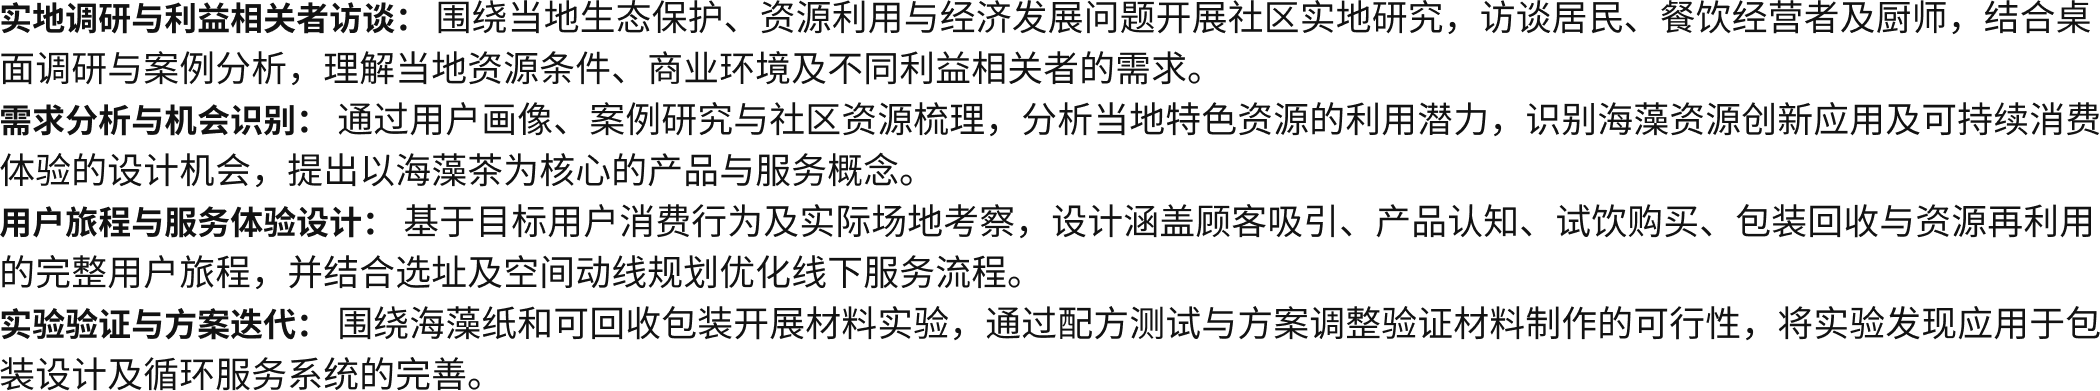 实地调研与利益相关者访谈： 围绕当地生态保护、资源利用与经济发展问题开展社区实地研究，访谈居民、餐饮经营者及厨师，结合桌
面调研与案例分析，理解当地资源条件、商业环境及不同利益相关者的需求。
需求分析与机会识别： 通过用户画像、案例研究与社区资源梳理，分析当地特色资源的利用潜力，识别海藻资源创新应用及可持续消费
体验的设计机会，提出以海藻茶为核心的产品与服务概念。
用户旅程与服务体验设计： 基于目标用户消费行为及实际场地考察，设计涵盖顾客吸引、产品认知、试饮购买、包装回收与资源再利用
的完整用户旅程，并结合选址及空间动线规划优化线下服务流程。
实验验证与方案迭代： 围绕海藻纸和可回收包装开展材料实验，通过配方测试与方案调整验证材料制作的可行性，将实验发现应用于包
装设计及循环服务系统的完善。